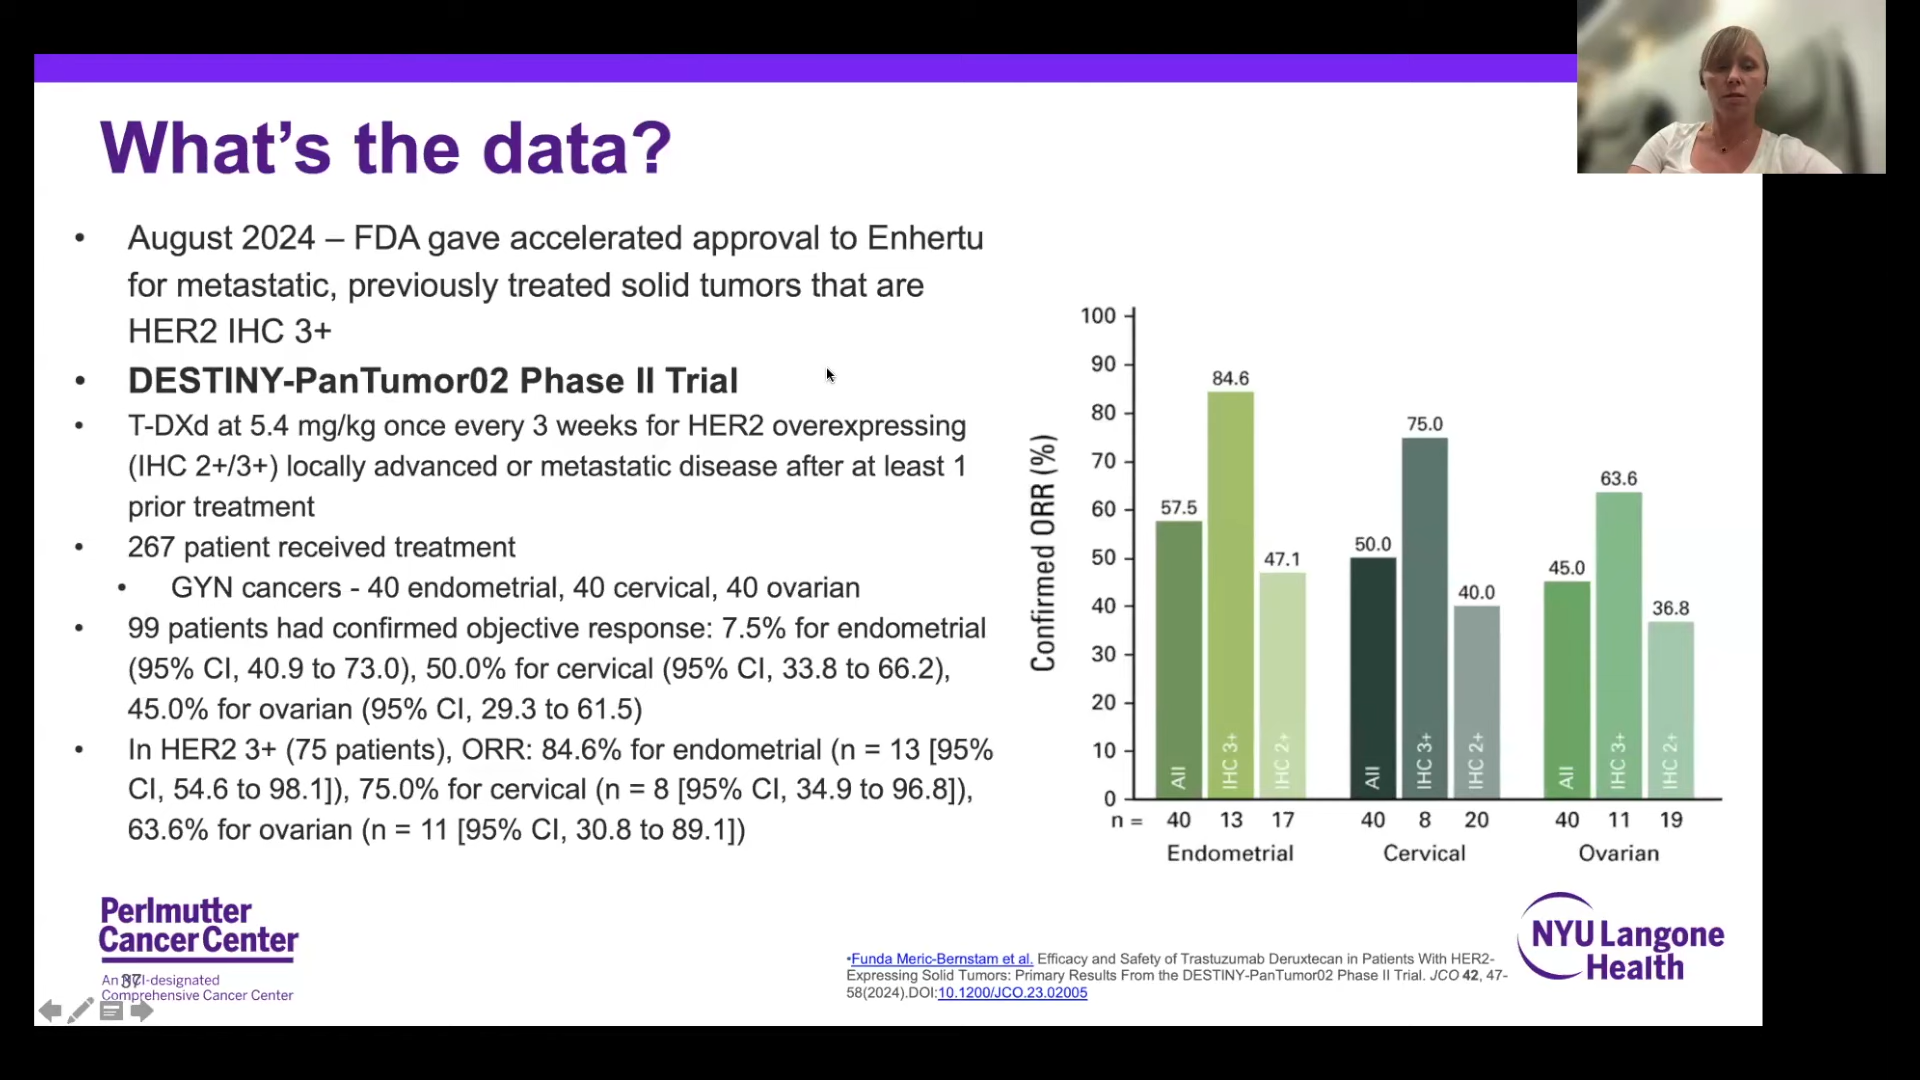 What's the data?
• August 2024 – FDA gave accelerated approval to Enhertu
for metastatic, previously treated solid tumors that are
HER2 IHC 3+
• DESTINY-PanTumor02 Phase II Trial
• T-DXd at 5.4 mg/kg once every 3 weeks for HER2 overexpressing
(IHC 2+/3+) locally advanced or metastatic disease after at least 1
prior treatment
• 267 patient received treatment
• GYN cancers - 40 endometrial, 40 cervical, 40 ovarian
• 99 patients had confirmed objective response: 7.5% for endometrial
(95% CI, 40.9 to 73.0), 50.0% for cervical (95% CI, 33.8 to 66.2),
45.0% for ovarian (95% CI, 29.3 to 61.5)
• In HER2 3+ (75 patients), ORR: 84.6% for endometrial (n = 13 [95%
CI, 54.6 to 98.1]), 75.0% for cervical (n = 8 [95% CI, 34.9 to 96.8]),
63.6% for ovarian (n = 11 [95% CI, 30.8 to 89.1])
Confirmed ORR (%)
100
90
80
70
60
50
40
30
20
10
0
57.5
84.6
47.1
50.0
75.0
40.0
45.0
63.6
36.8
All
IHC 3+
IHC 2+
All
IHC 3+
IHC 2+
All
IHC 3+
IHC 2+
n = 40 13 17 40 8 20 40 11 19
Endometrial Cervical Ovarian
Perlmutter
Cancer Center
An NCI-designated
Comprehensive Cancer Center
37
•Funda Meric-Bernstam et al. Efficacy and Safety of Trastuzumab Deruxtecan in Patients With HER2-
Expressing Solid Tumors: Primary Results From the DESTINY-PanTumor02 Phase II Trial. JCO 42, 47-
58(2024).DOI:10.1200/JCO.23.02005
NYU Langone
Health